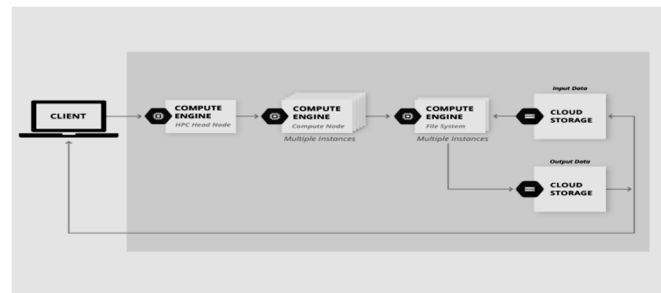 CLIENT
COMPUTE
ENGINE
HPC Head Node
COMPUTE
ENGINE
Compute Node
Multiple Instances
COMPUTE
ENGINE
File System
Multiple Instances
Input Data
CLOUD
STORAGE
Output Data
CLOUD
STORAGE